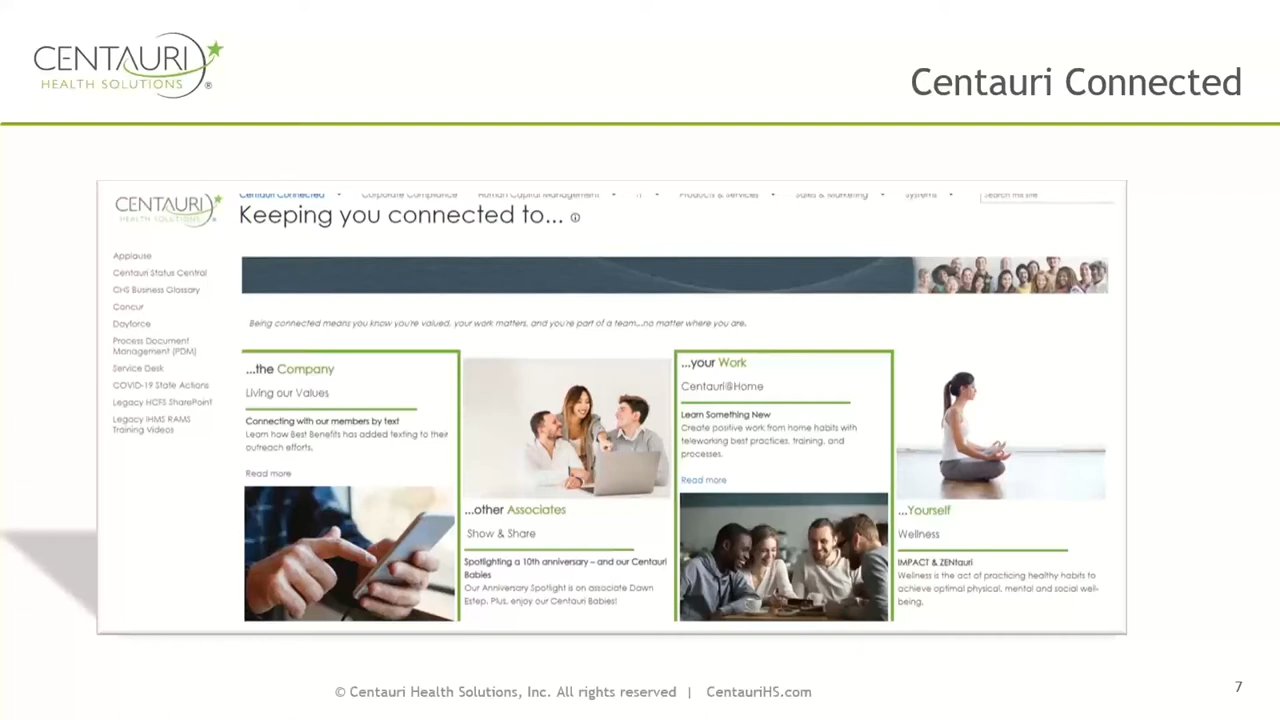 CENTAURI
HEALTH SOLUTIONS ®
Centauri Connected
CENTAURI
HEALTH SOLUTIONS ®
Centauri Connected Corporate Compliance Human Capital Management IT Products & Services Sales & Marketing Systems Search this site
Keeping you connected to...
Applause
Centauri Status Central
CHS Business Glossary
Concur
Dayforce
Process Document
Management (PDM)
Service Desk
COVID-19 State Actions
Legacy HCFS SharePoint
Legacy IHMS RAMS
Training Videos
Being connected means you know you're valued, your work matters, and you're part of a team...no matter where you are.
...the Company
Living our Values
Connecting with our members by text
Learn how Best Benefits has added texting to their
outreach efforts.
Read more
...other Associates
Show & Share
Spotlighting a 10th anniversary – and our Centauri
Babies
Our Anniversary Spotlight is on associate Dawn
Estep. Plus, enjoy our Centauri Babies!
...your Work
Centauri@Home
Learn Something New
Create positive work from home habits with
teleworking best practices, training, and
processes.
Read more
...Yourself
Wellness
IMPACT & ZENtauri
Wellness is the act of practicing healthy habits to
achieve optimal physical, mental and social well-
being.
© Centauri Health Solutions, Inc. All rights reserved | CentauriHS.com
7